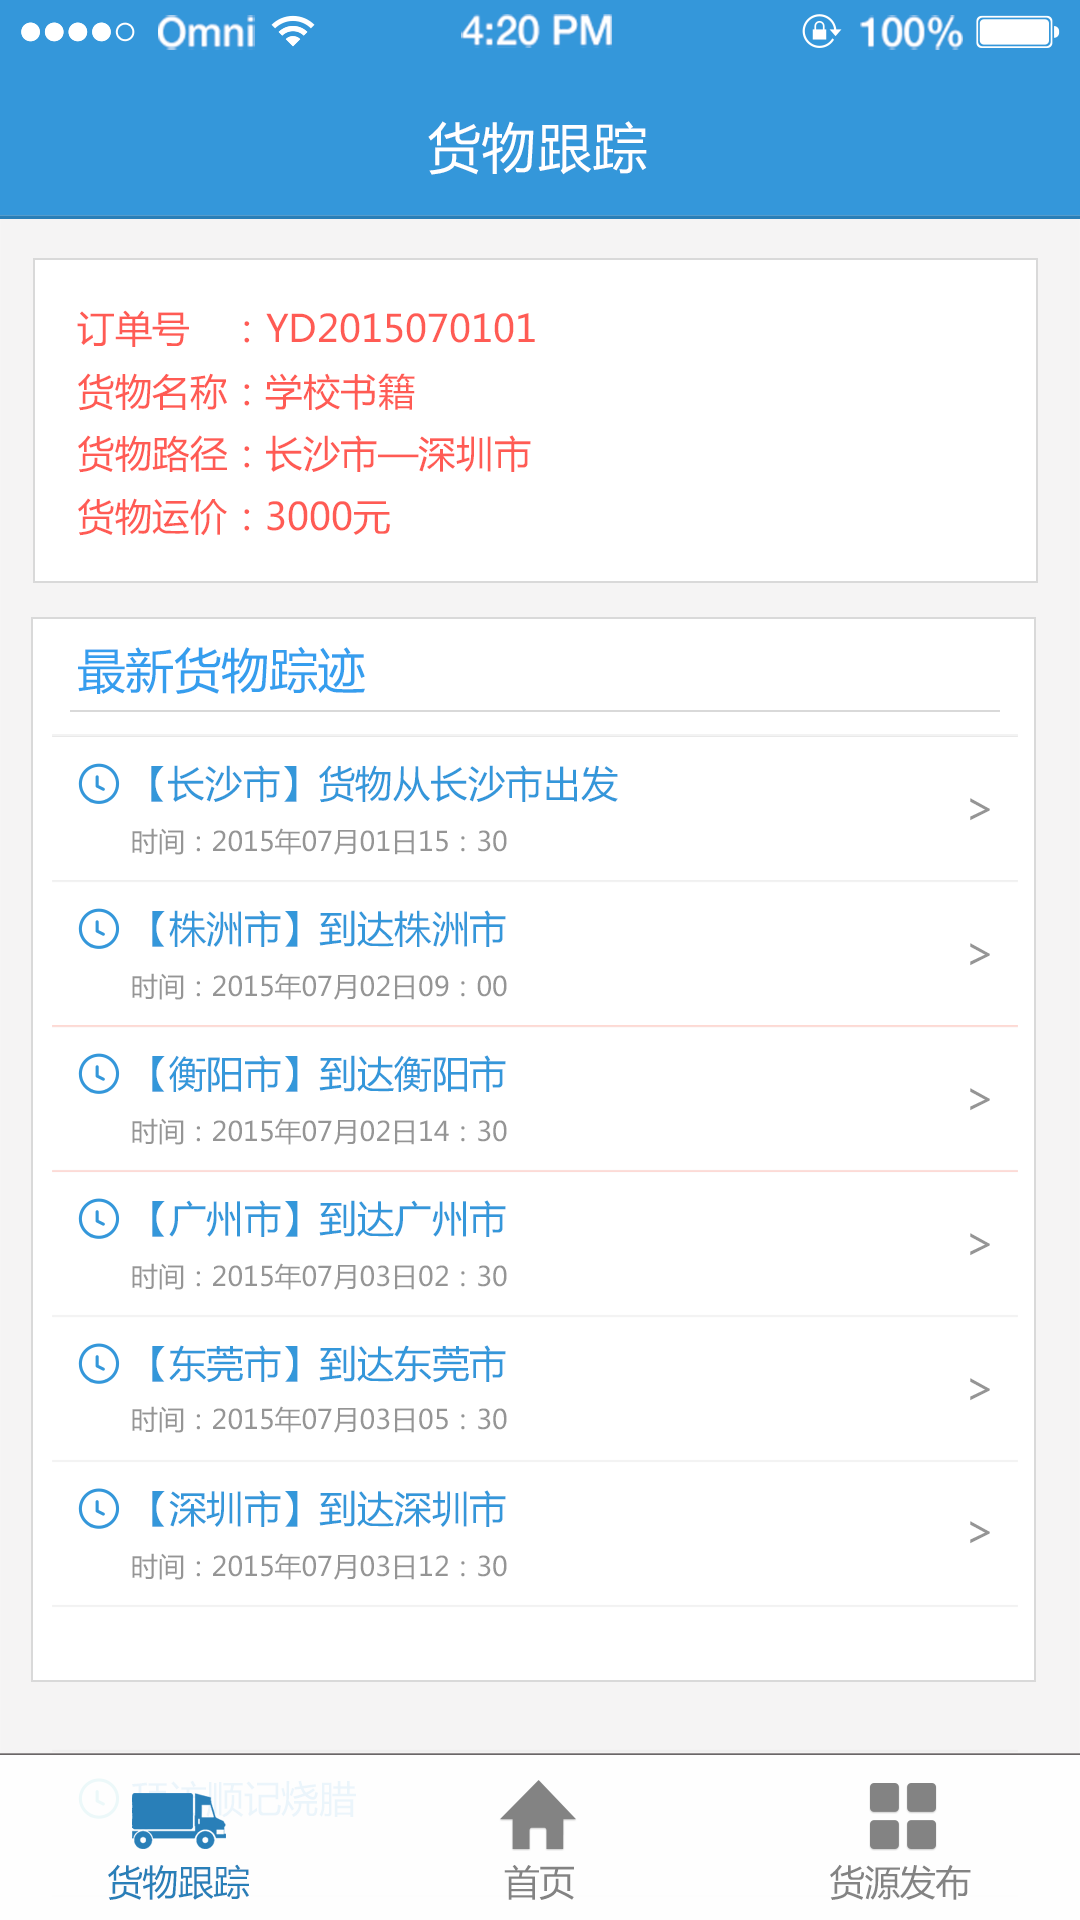 Omni 4:20 PM 100%
货物跟踪
订单号 : YD2015070101
货物名称 : 学校书籍
货物路径 : 长沙市—深圳市
货物运价 : 3000元
最新货物踪迹
【长沙市】货物从长沙市出发
>
时间 : 2015年07月01日15 : 30
【株洲市】到达株洲市
>
时间 : 2015年07月02日09 : 00
【衡阳市】到达衡阳市
>
时间 : 2015年07月02日14 : 30
【广州市】到达广州市
>
时间 : 2015年07月03日02 : 30
【东莞市】到达东莞市
>
时间 : 2015年07月03日05 : 30
【深圳市】到达深圳市
>
时间 : 2015年07月03日12 : 30
顺记烧腊
货物跟踪 首页 货源发布